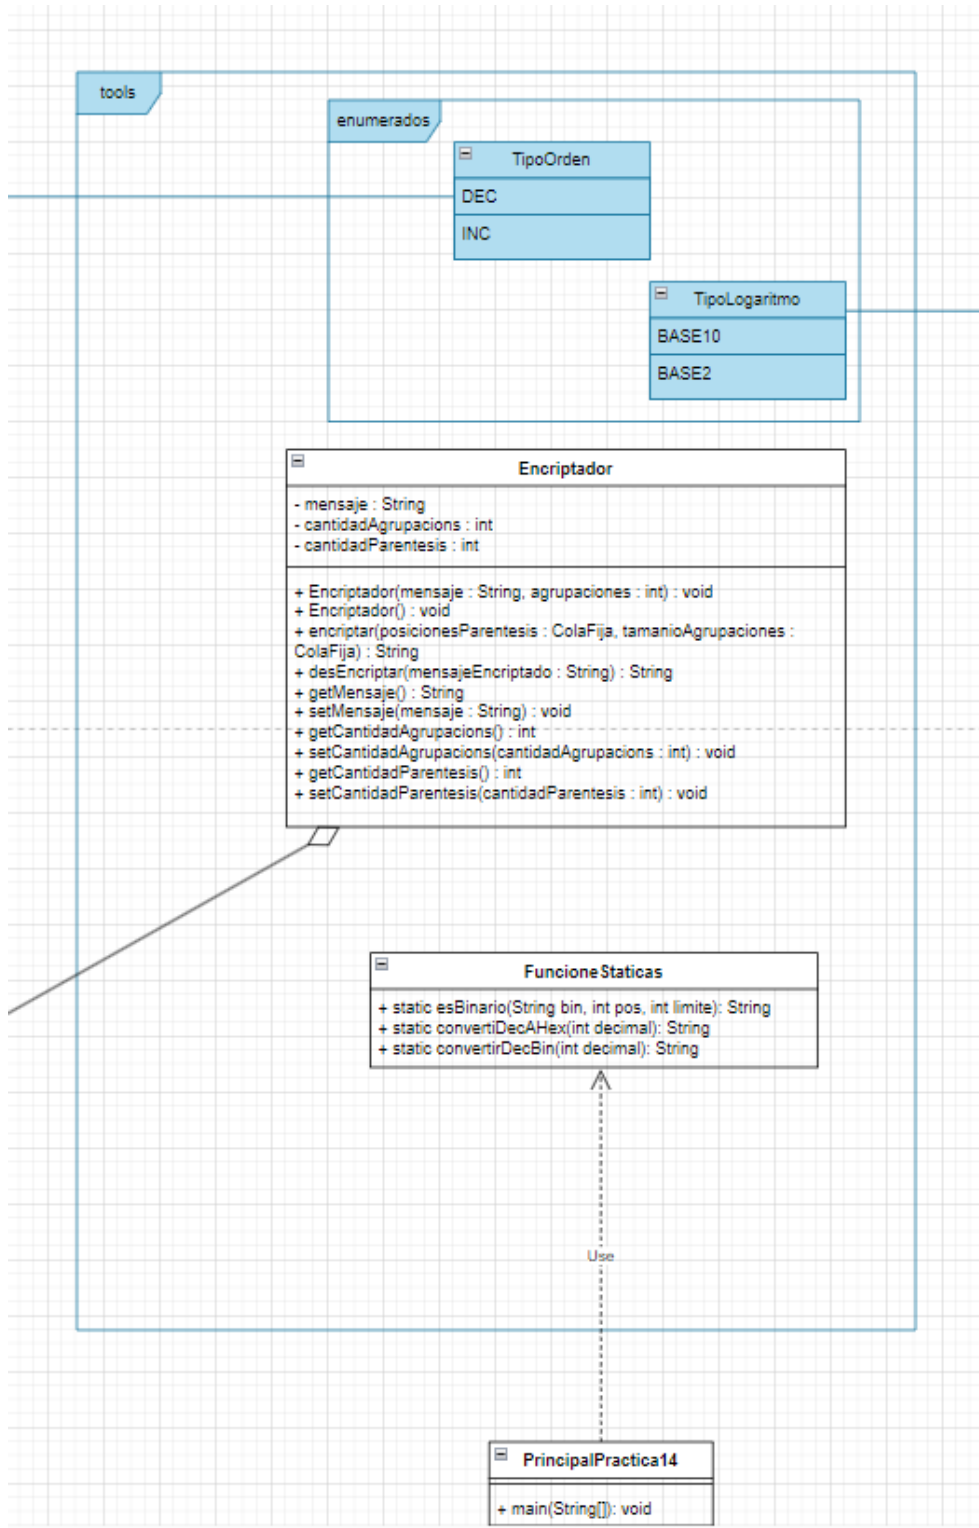 tools
enumerados
TipoOrden
DEC
INC
TipoLogaritmo
BASE10
BASE2
Encriptador
- mensaje : String
- cantidadAgrupacions : int
- cantidadParentesis : int
+ Encriptador(mensaje : String, agrupaciones : int) : void
+ Encriptador() : void
+ encriptar(posicionesParentesis : ColaFija, tamanioAgrupaciones :
ColaFija) : String
+ desEncriptar(mensajeEncriptado : String) : String
+ getMensaje() : String
+ setMensaje(mensaje : String) : void
+ getCantidadAgrupacions() : int
+ setCantidadAgrupacions(cantidadAgrupacions : int) : void
+ getCantidadParentesis() : int
+ setCantidadParentesis(cantidadParentesis : int) : void
FuncioneStaticas
+ static esBinario(String bin, int pos, int limite): String
+ static convertiDecAHex(int decimal): String
+ static convertirDecBin(int decimal): String
Use
PrincipalPractica14
+ main(String[]): void